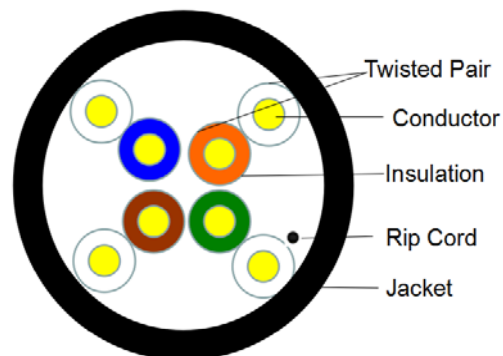 Twisted Pair
Conductor
Insulation
Rip Cord
Jacket